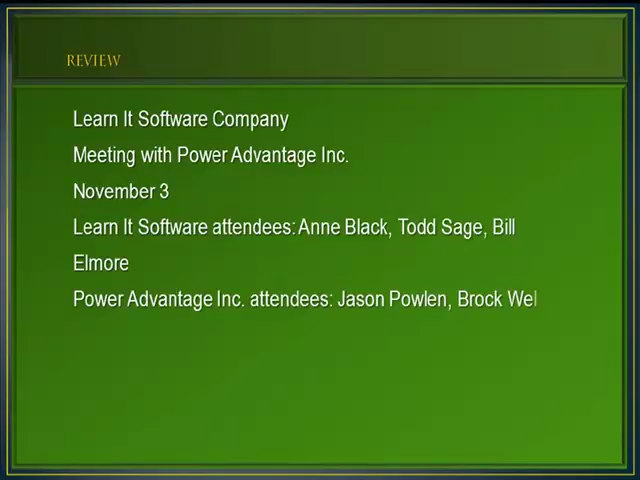 REVIEW
Learn It Software Company
Meeting with Power Advantage Inc.
November 3
Learn It Software attendees: Anne Black, Todd Sage, Bill
Elmore
Power Advantage Inc. attendees: Jason Powlen, Brock